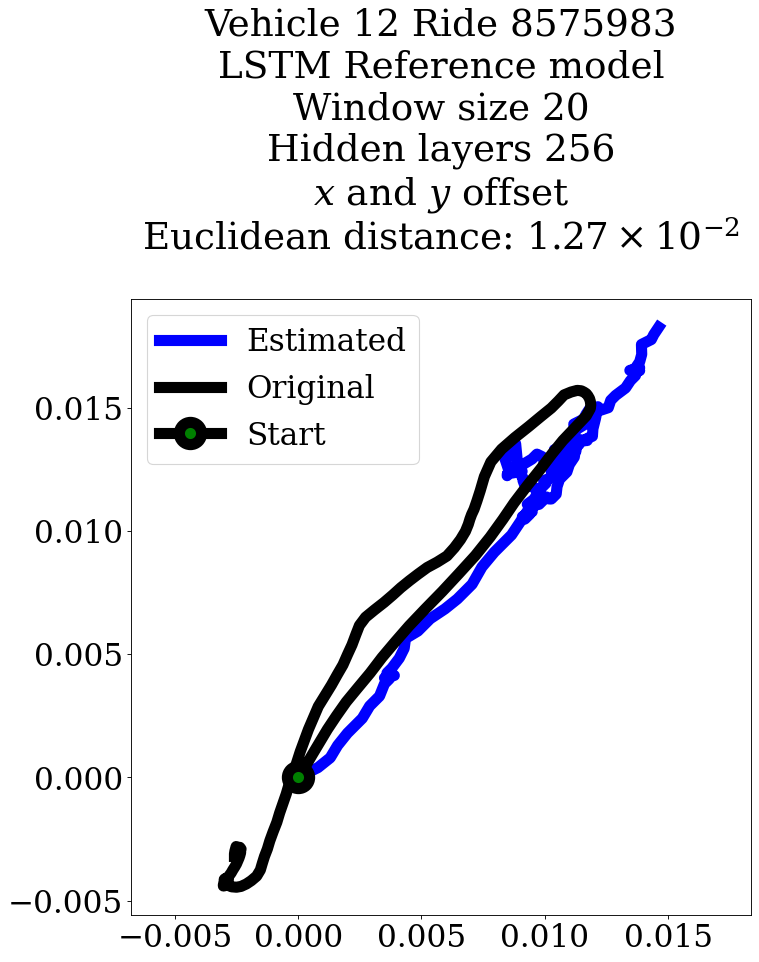 Vehicle 12 Ride 8575983
LSTM Reference model
Window size 20
Hidden layers 256
x and y offset
Euclidean distance: 1.27 × 10⁻²
Estimated
Original
Start
0.015
0.010
0.005
0.000
−0.005
−0.005 0.000 0.005 0.010 0.015